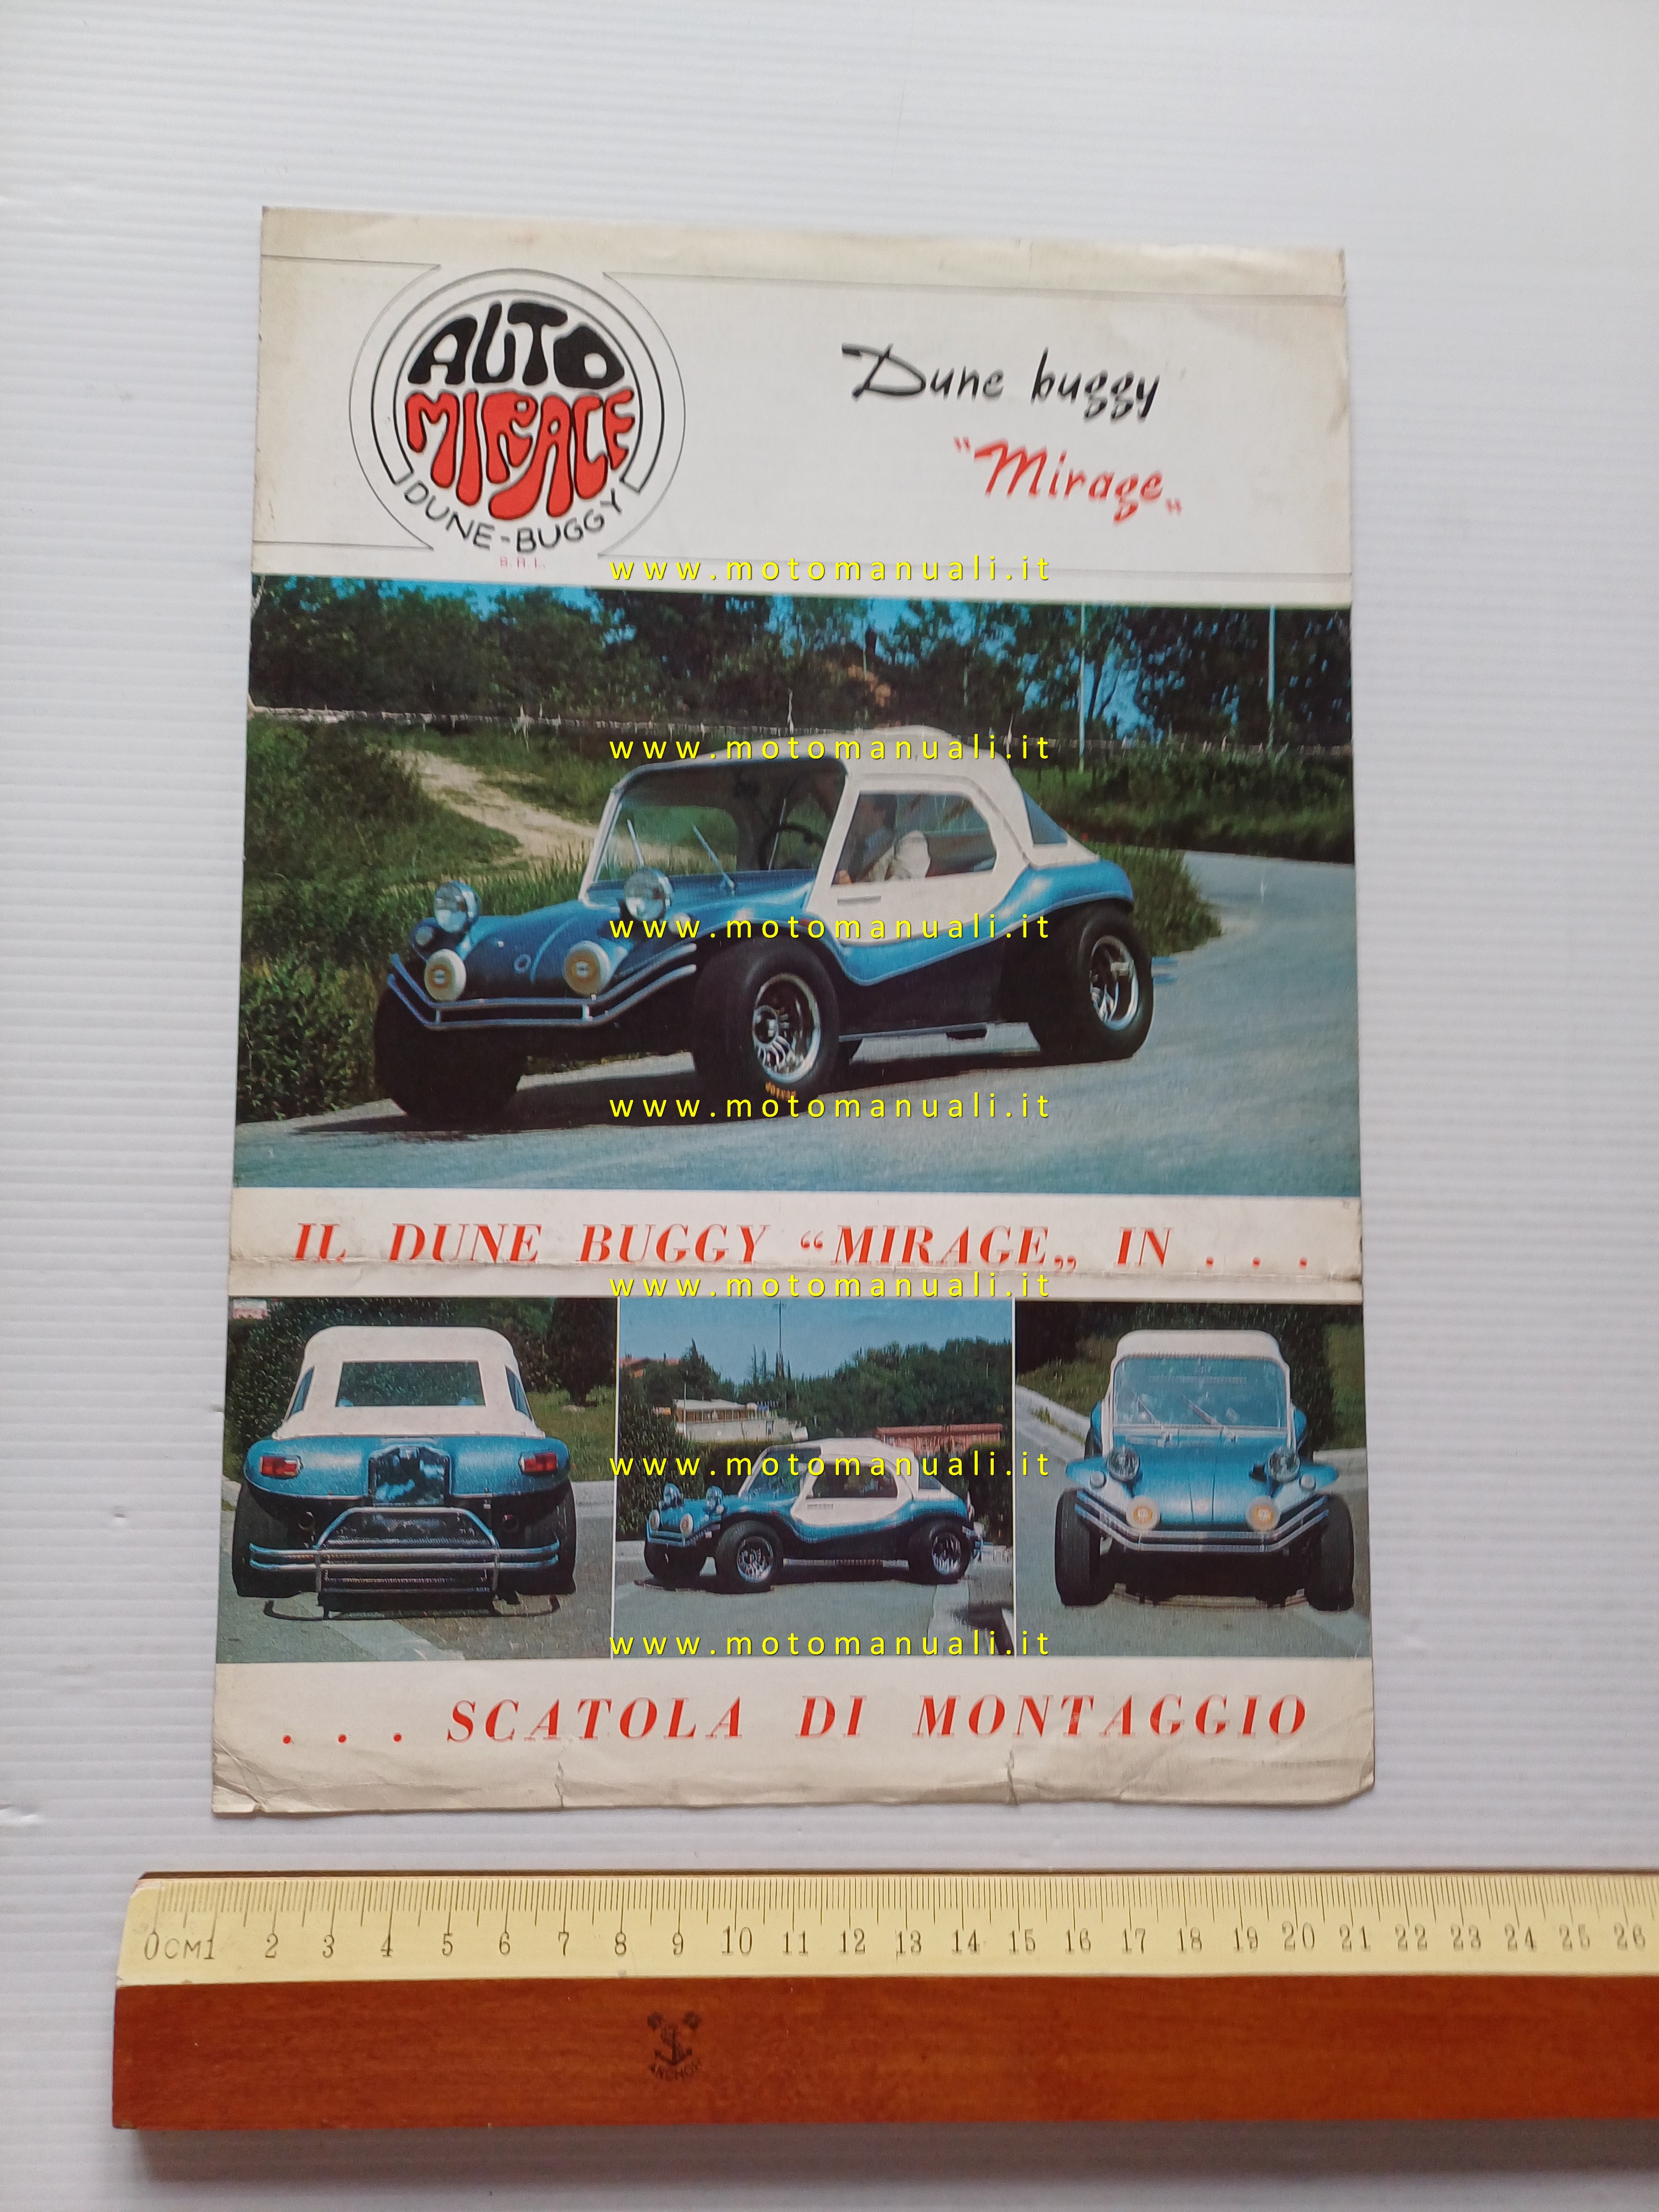 AUTO
MIRAGE
DUNE-BUGGY
S.R.L.
Dune buggy
"Mirage„
www.motomanuali.it
www.motomanuali.it
www.motomanuali.it
www.motomanuali.it
IL DUNE BUGGY “MIRAGE„ IN . . .
www.motomanuali.it
www.motomanuali.it
www.motomanuali.it
. . . SCATOLA DI MONTAGGIO
0CM1 2 3 4 5 6 7 8 9 10 11 12 13 14 15 16 17 18 19 20 21 22 23 24 25 26
ANCHOR